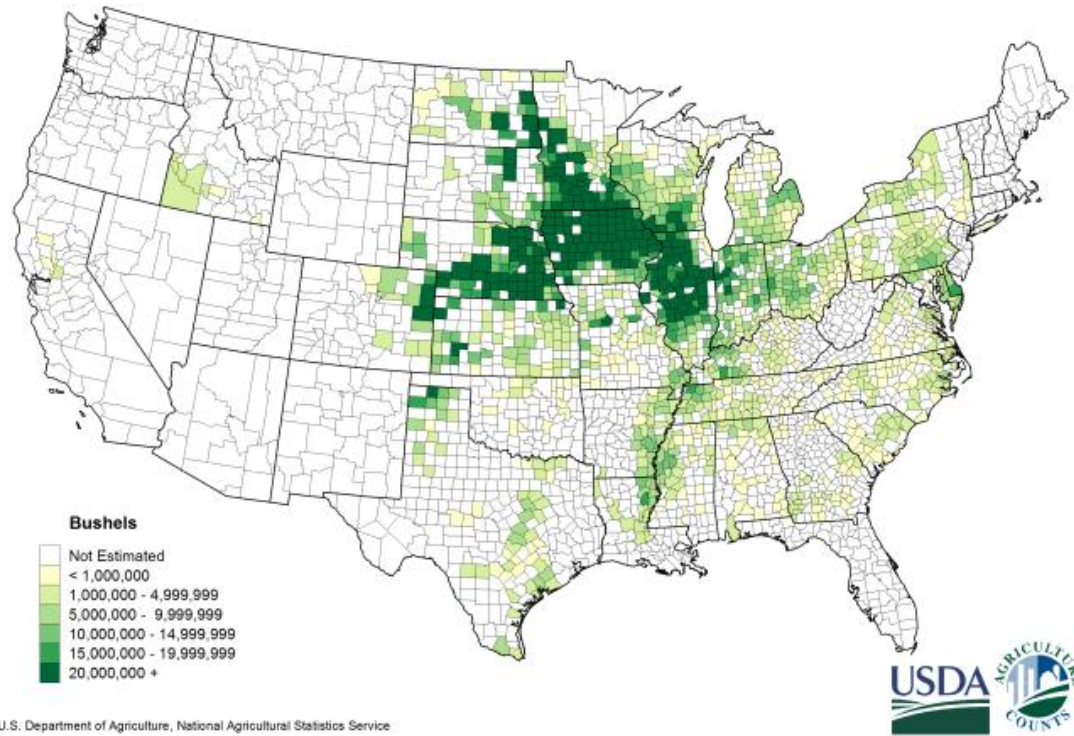 Bushels
Not Estimated
< 1,000,000
1,000,000 - 4,999,999
5,000,000 - 9,999,999
10,000,000 - 14,999,999
15,000,000 - 19,999,999
20,000,000 +
USDA
AGRICULTURE
COUNTS
U.S. Department of Agriculture, National Agricultural Statistics Service